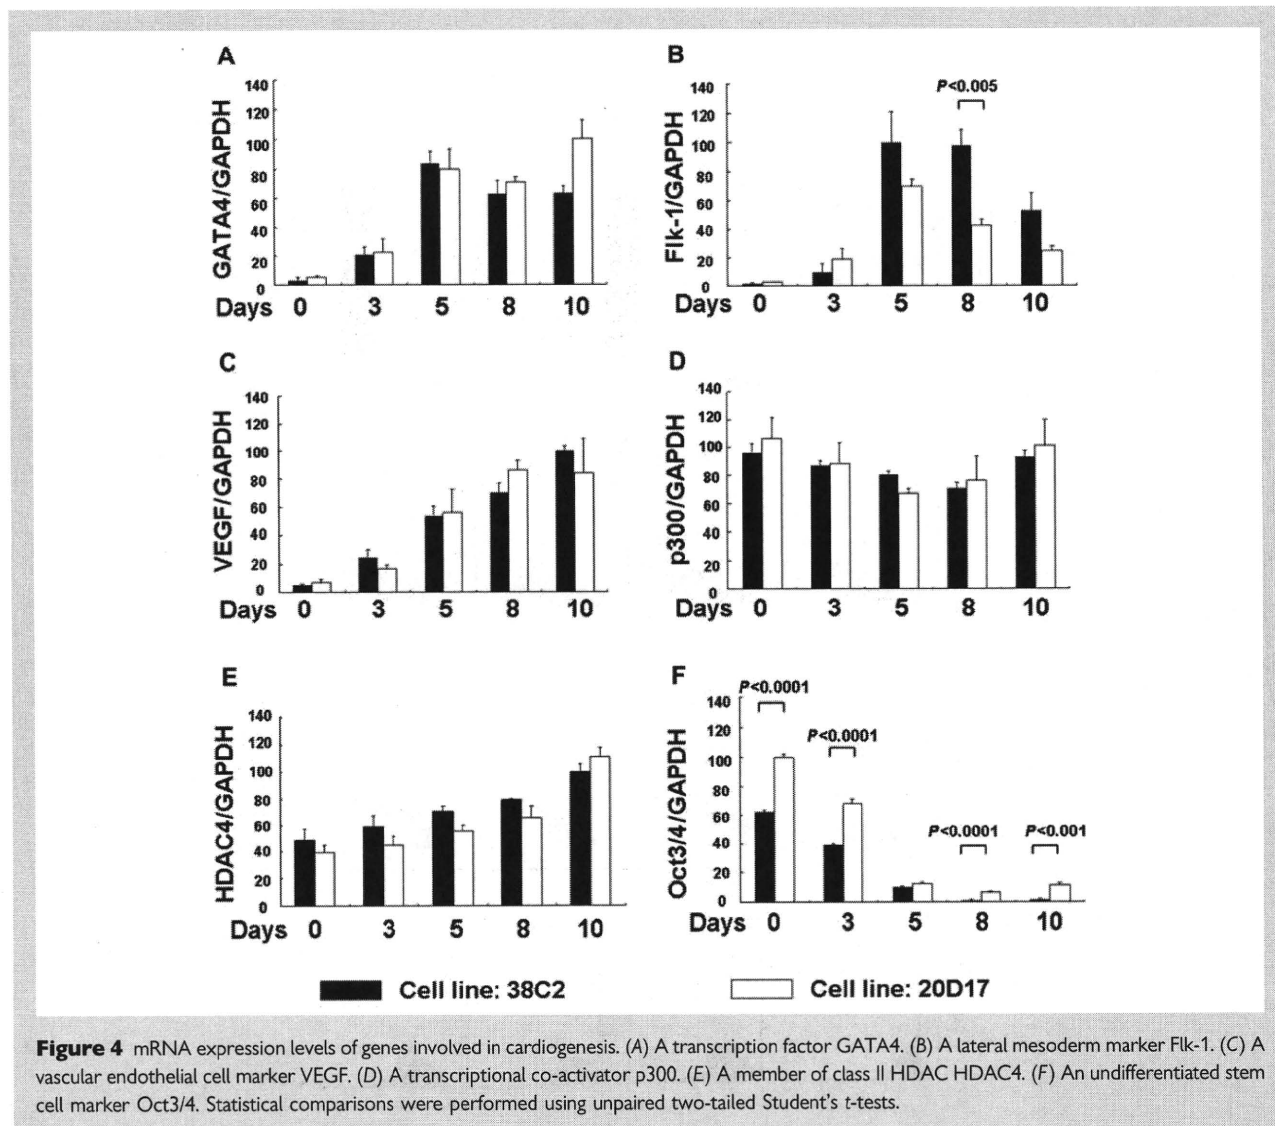 A
GATA4/GAPDH
140
120
100
80
60
40
20
0
Days 0 3 5 8 10
B
P<0.005
Flk-1/GAPDH
140
120
100
80
60
40
20
0
Days 0 3 5 8 10
C
VEGF/GAPDH
140
120
100
80
60
40
20
0
Days 0 3 5 8 10
D
p300/GAPDH
140
120
100
80
60
40
20
0
Days 0 3 5 8 10
E
HDAC4/GAPDH
140
120
100
80
60
40
20
0
Days 0 3 5 8 10
F
P<0.0001
P<0.0001
P<0.0001 P<0.001
Oct3/4/GAPDH
140
120
100
80
60
40
20
0
Days 0 3 5 8 10
Cell line: 38C2 Cell line: 20D17
Figure 4 mRNA expression levels of genes involved in cardiogenesis. (A) A transcription factor GATA4. (B) A lateral mesoderm marker Flk-1. (C) A
vascular endothelial cell marker VEGF. (D) A transcriptional co-activator p300. (E) A member of class II HDAC HDAC4. (F) An undifferentiated stem
cell marker Oct3/4. Statistical comparisons were performed using unpaired two-tailed Student's t-tests.